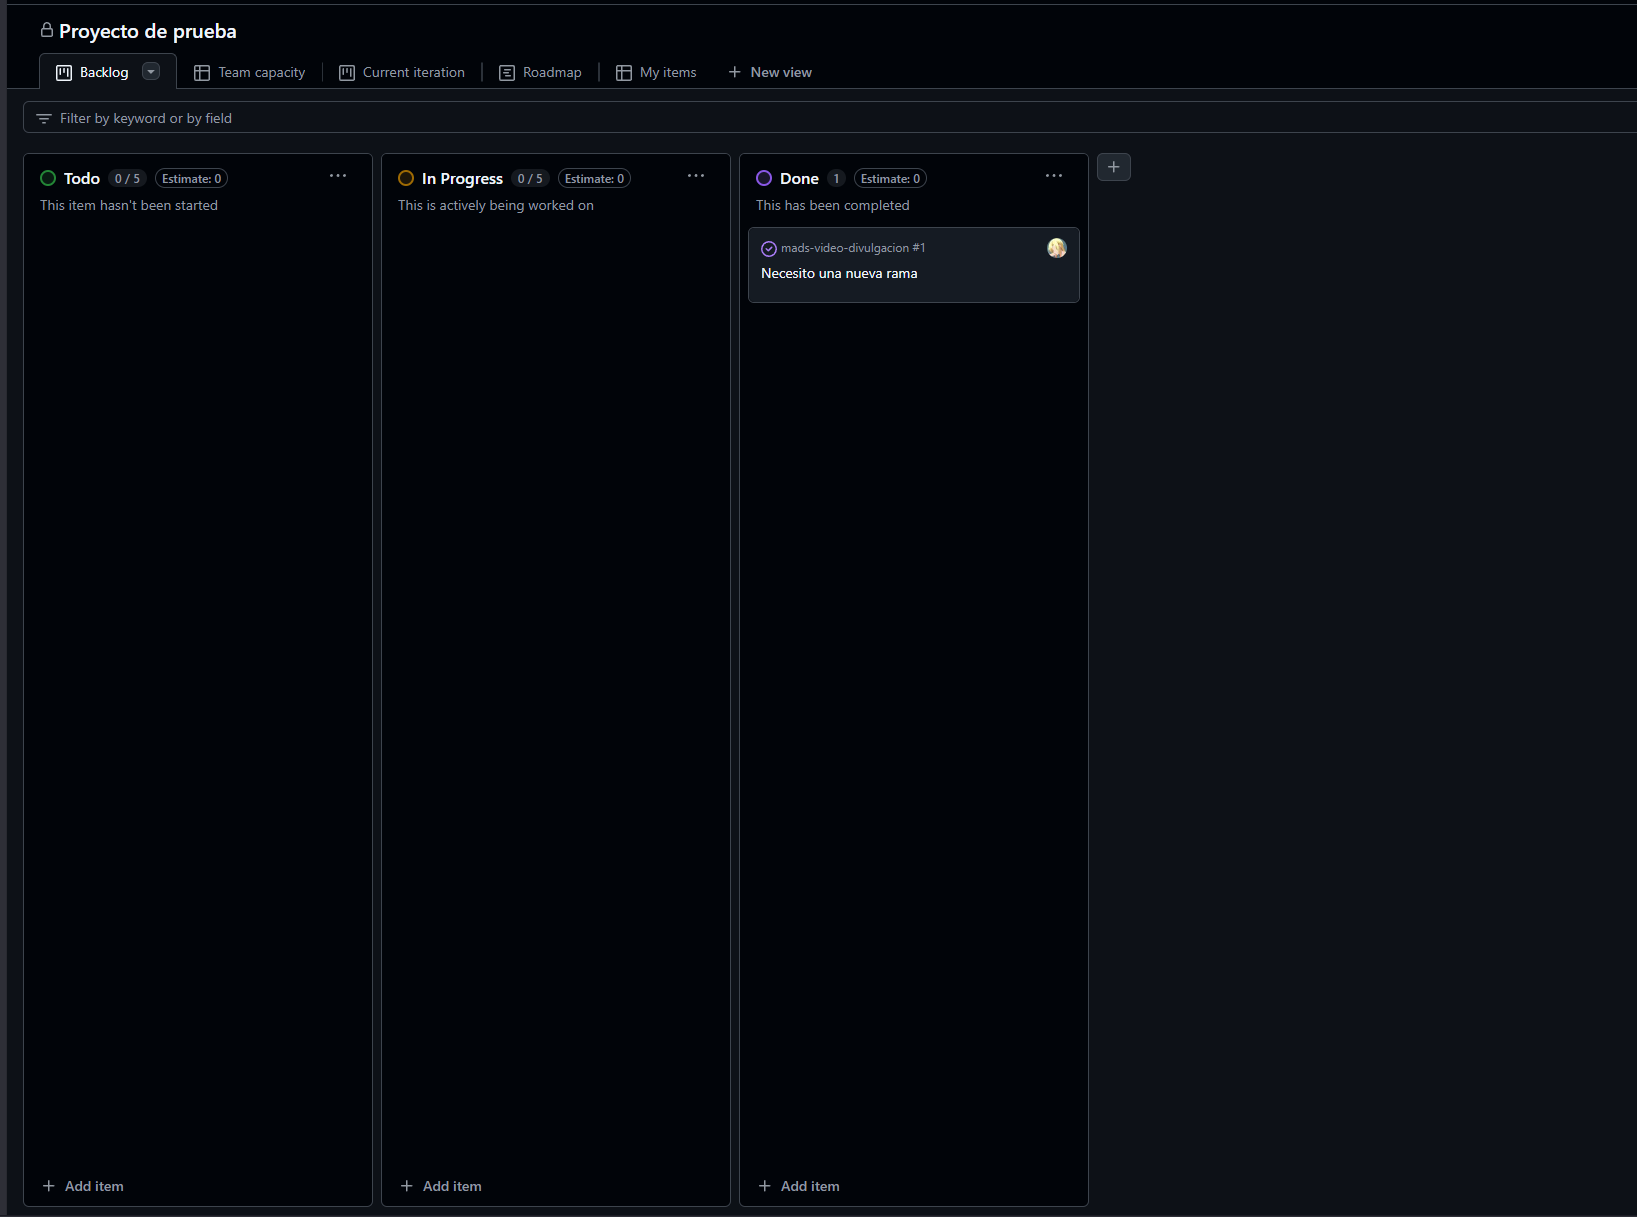 Proyecto de prueba
Backlog
Team capacity
Current iteration
Roadmap
My items
New view
Filter by keyword or by field
Todo 0 / 5 Estimate: 0
This item hasn't been started
Add item
In Progress 0 / 5 Estimate: 0
This is actively being worked on
Add item
Done 1 Estimate: 0
This has been completed
mads-video-divulgacion #1
Necesito una nueva rama
Add item